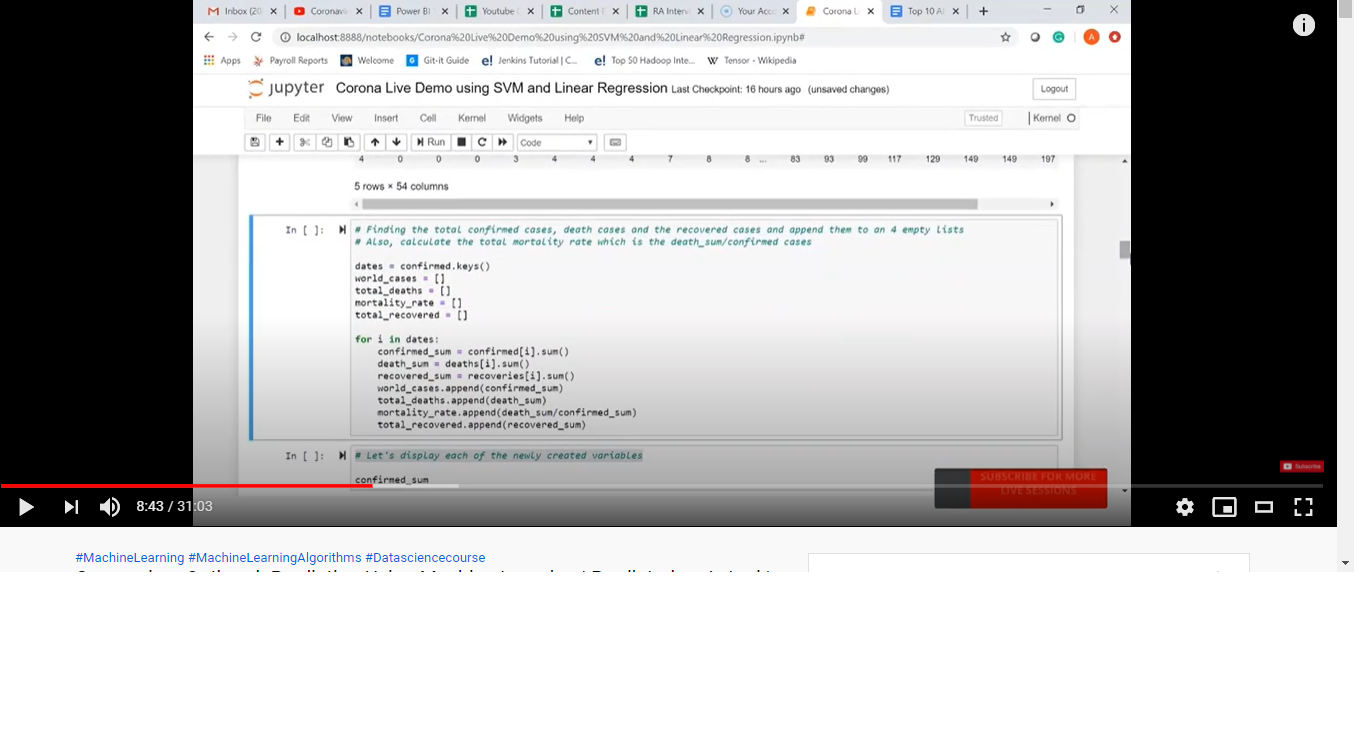 Inbox (20 Coronavi Power BI Youtube Content RA Interv Your Acco Corona L Top 10 Al
localhost:8888/notebooks/Corona%20Live%20Demo%20using%20SVM%20and%20Linear%20Regression.ipynb#
Apps Payroll Reports Welcome Git-it Guide Jenkins Tutorial | C... Top 50 Hadoop Inte... Tensor - Wikipedia
jupyter Corona Live Demo using SVM and Linear Regression Last Checkpoint: 16 hours ago (unsaved changes) Logout
File Edit View Insert Cell Kernel Widgets Help Trusted Kernel
Run Code
4 0 0 0 3 4 4 4 7 8 8 ... 83 93 99 117 129 149 149 197
5 rows × 54 columns
In [ ]: # Finding the total confirmed cases, death cases and the recovered cases and append them to an 4 empty lists
# Also, calculate the total mortality rate which is the death_sum/confirmed cases
dates = confirmed.keys()
world_cases = []
total_deaths = []
mortality_rate = []
total_recovered = []
for i in dates:
confirmed_sum = confirmed[i].sum()
death_sum = deaths[i].sum()
recovered_sum = recoveries[i].sum()
world_cases.append(confirmed_sum)
total_deaths.append(death_sum)
mortality_rate.append(death_sum/confirmed_sum)
total_recovered.append(recovered_sum)
In [ ]: # Let's display each of the newly created variables
confirmed_sum
SUBSCRIBE FOR MORE
LIVE SESSIONS
Subscribe
8:43 / 31:03
#MachineLearning #MachineLearningAlgorithms #Datasciencecourse